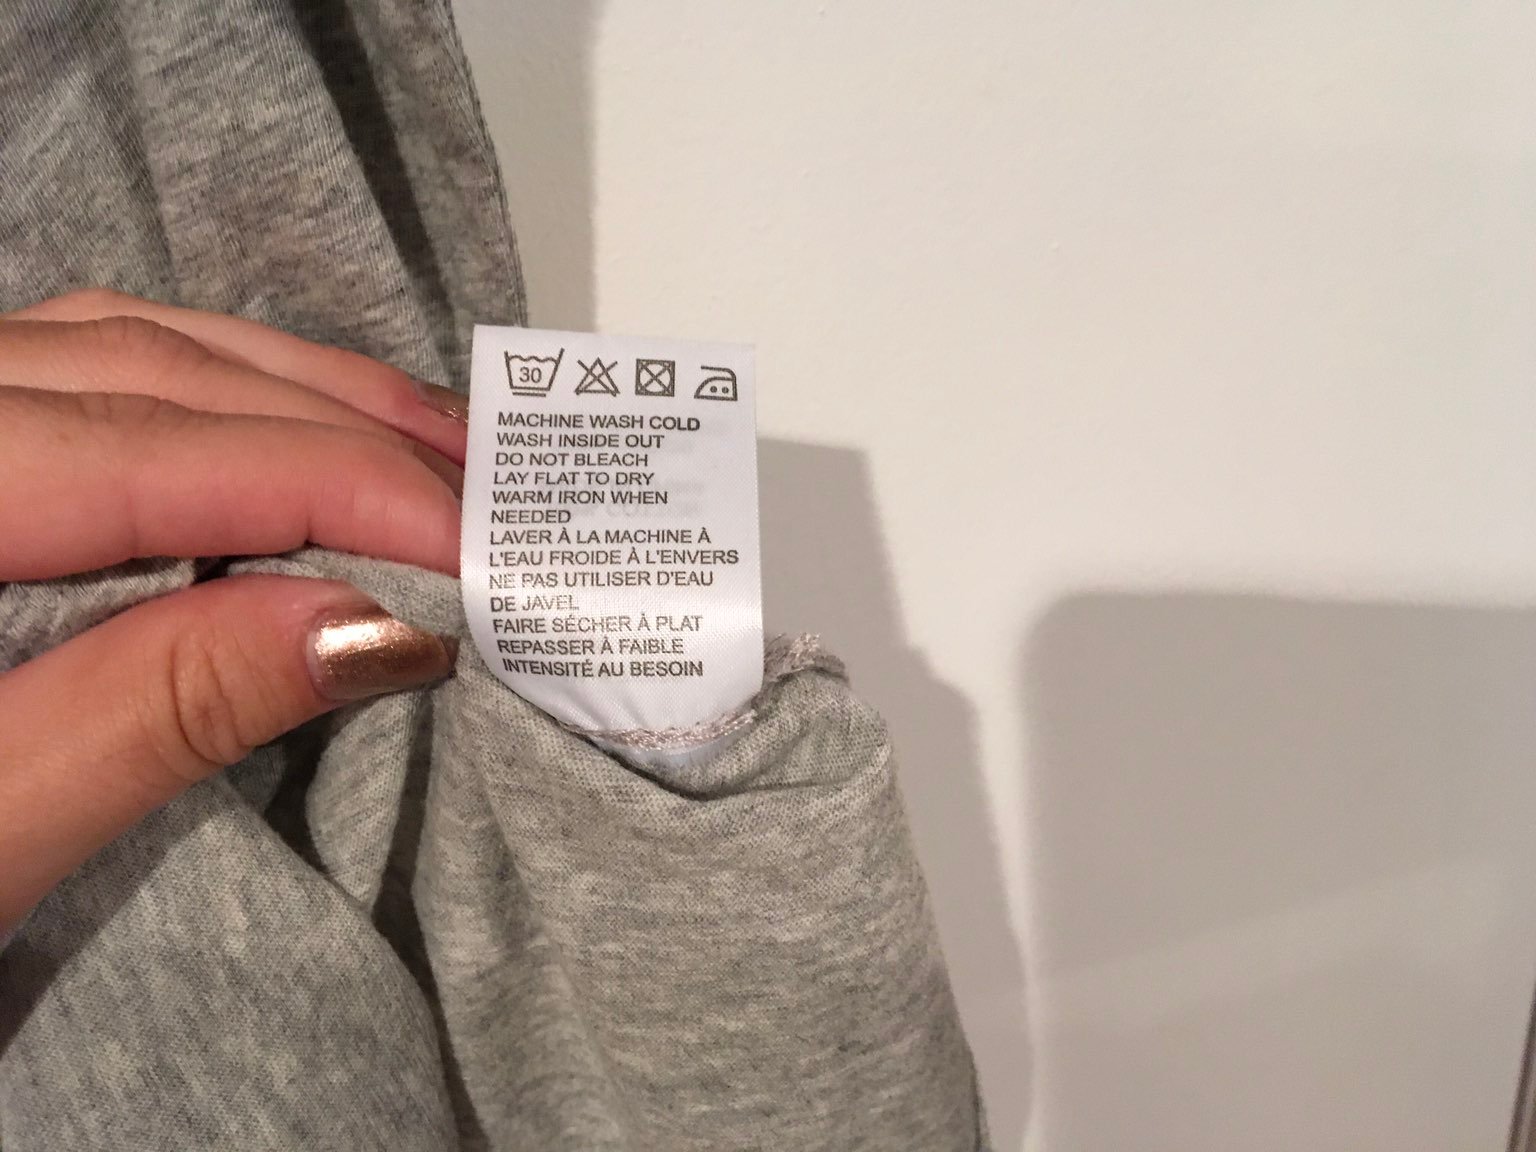 30
MACHINE WASH COLD
WASH INSIDE OUT
DO NOT BLEACH
LAY FLAT TO DRY
WARM IRON WHEN
NEEDED
LAVER À LA MACHINE À
L'EAU FROIDE À L'ENVERS
NE PAS UTILISER D'EAU
DE JAVEL
FAIRE SÉCHER À PLAT
REPASSER À FAIBLE
INTENSITÉ AU BESOIN